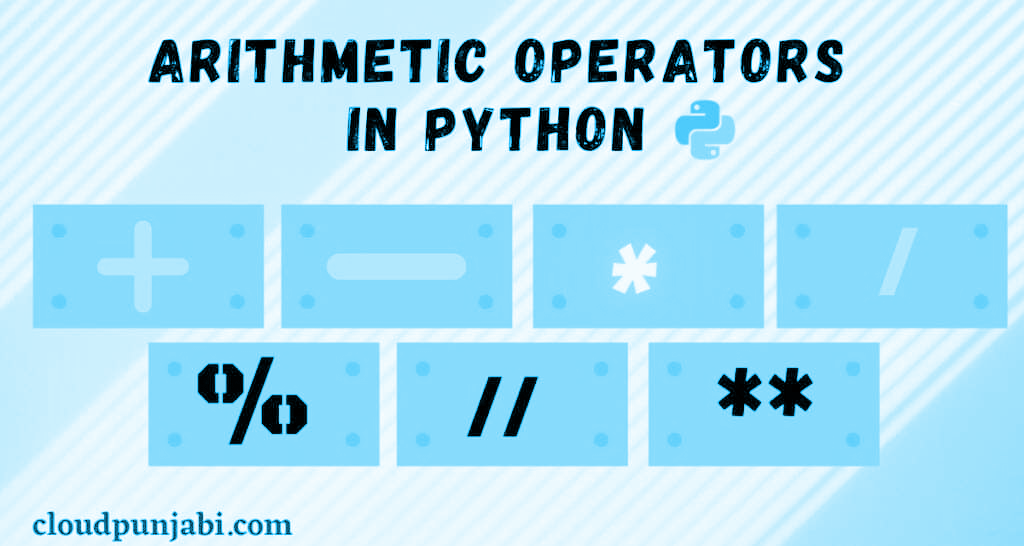 ARITHMETIC OPERATORS
IN PYTHON
+ − * /
% // **
cloudpunjabi.com